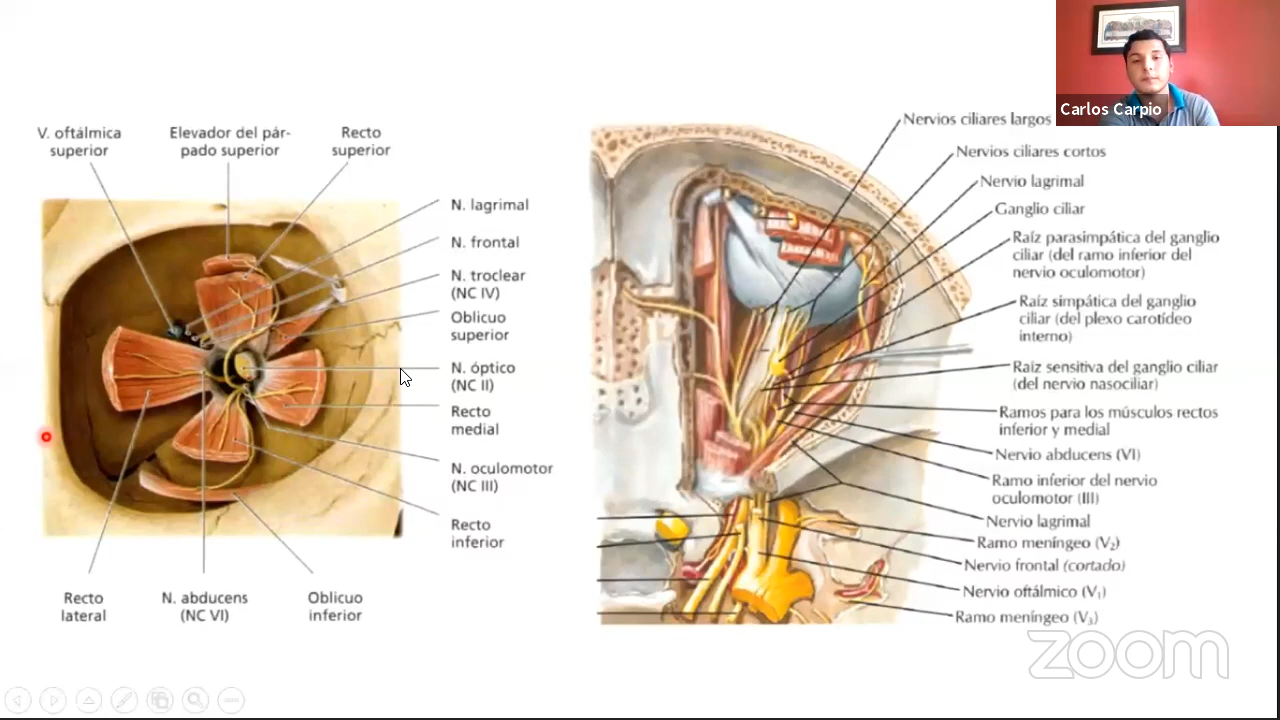 Carlos Carpio
V. oftálmica
superior
Elevador del pár-
pado superior
Recto
superior
N. lagrimal
N. frontal
N. troclear
(NC IV)
Oblicuo
superior
N. óptico
(NC II)
Recto
medial
N. oculomotor
(NC III)
Recto
inferior
Recto
lateral
N. abducens
(NC VI)
Oblicuo
inferior
Nervios ciliares largos
Nervios ciliares cortos
Nervio lagrimal
Ganglio ciliar
Raíz parasimpática del ganglio
ciliar (del ramo inferior del
nervio oculomotor)
Raíz simpática del ganglio
ciliar (del plexo carotídeo
interno)
Raíz sensitiva del ganglio ciliar
(del nervio nasociliar)
Ramos para los músculos rectos
inferior y medial
Nervio abducens (VI)
Ramo inferior del nervio
oculomotor (III)
Nervio lagrimal
Ramo meníngeo (V₂)
Nervio frontal (cortado)
Nervio oftálmico (V₁)
Ramo meníngeo (V₃)
zoom